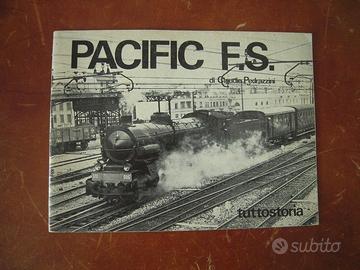 PACIFIC F.S.
di Claudio Pedrazzini
tuttostoria
subito